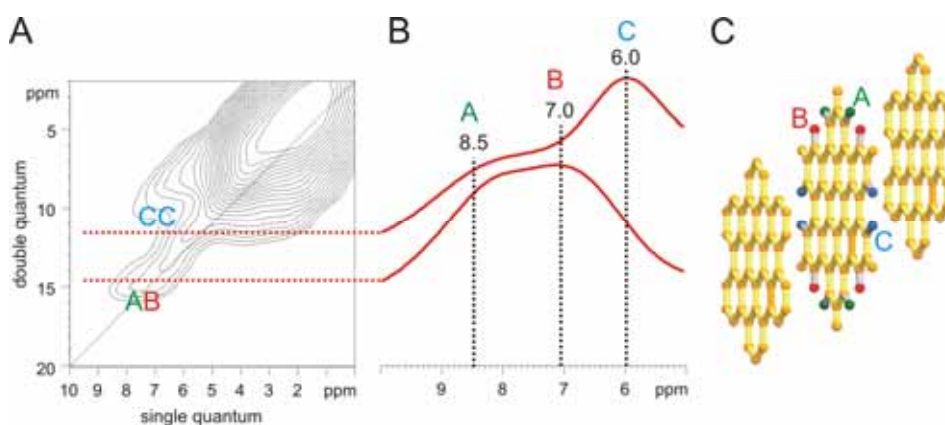 A
ppm
5
10
15
20
double quantum
CC
AB
10 9 8 7 6 5 4 3 2 ppm
single quantum
B
A
8.5
B
7.0
C
6.0
9 8 7 6 ppm
C
A
B
C